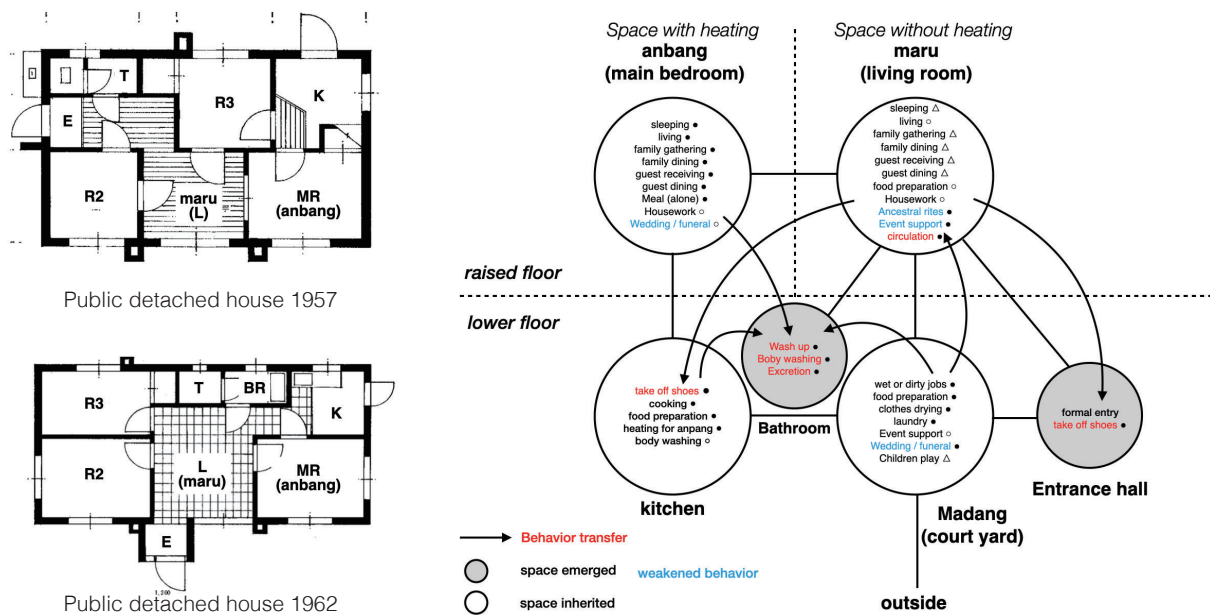 T
R3
K
E
R2
maru
(L)
MR
(anbang)
Public detached house 1957
R3
T
BR
K
R2
L
(maru)
MR
(anbang)
E
1,200
Public detached house 1962
Space with heating
anbang
(main bedroom)
Space without heating
maru
(living room)
sleeping ●
living ●
family gathering ●
family dining ●
guest receiving ●
guest dining ●
Meal (alone) ●
Housework ○
Wedding / funeral ○
sleeping △
living ○
family gathering △
family dining △
guest receiving △
guest dining △
food preparation ○
Housework ○
Ancestral rites ●
Event support ●
circulation ●
raised floor
lower floor
Wash up ●
Boby washing ●
Excretion ●
Bathroom
take off shoes ●
cooking ●
food preparation ●
heating for anpang ●
body washing ○
kitchen
wet or dirty jobs ●
food preparation ●
clothes drying ●
laundry ●
Event support ○
Wedding / funeral ●
Children play △
Madang
(court yard)
formal entry
take off shoes ●
Entrance hall
outside
Behavior transfer
space emerged
weakened behavior
space inherited